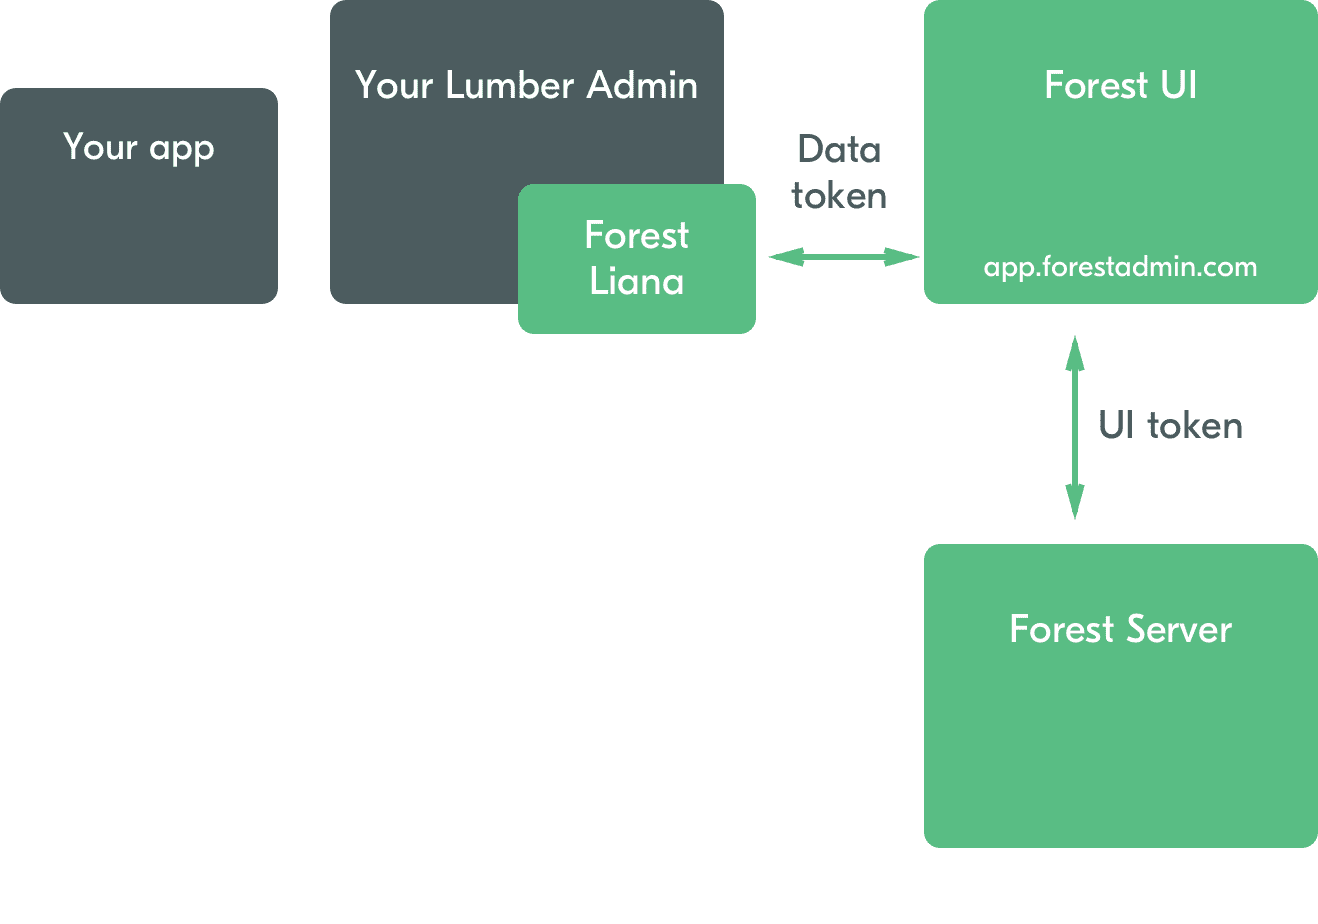 Your app
Your Lumber Admin
Forest
Liana
Data
token
Forest UI
app.forestadmin.com
UI token
Forest Server